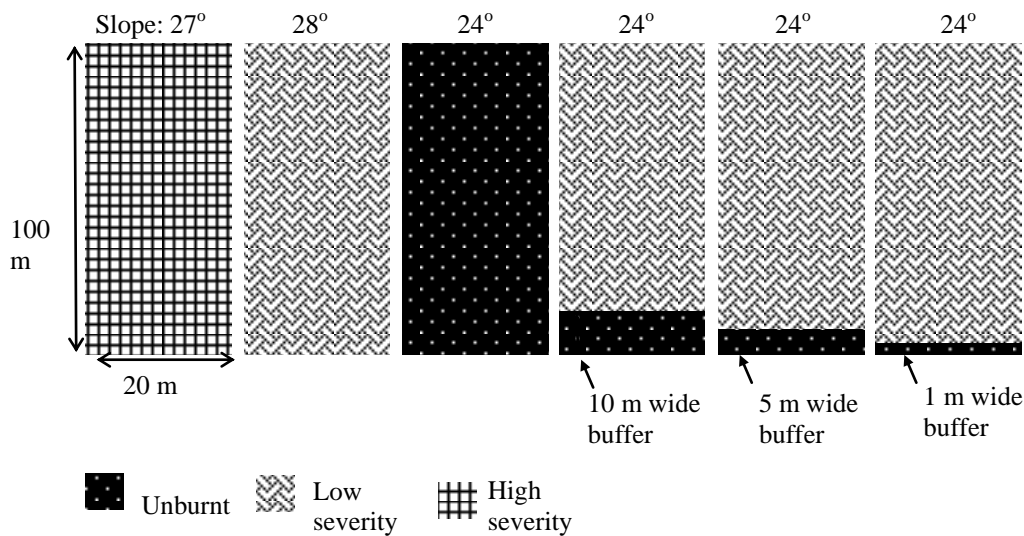 Slope: 27o 28o 24o 24o 24o 24o
100
m
20 m
10 m wide
buffer
5 m wide
buffer
1 m wide
buffer
Unburnt
Low
severity
High
severity